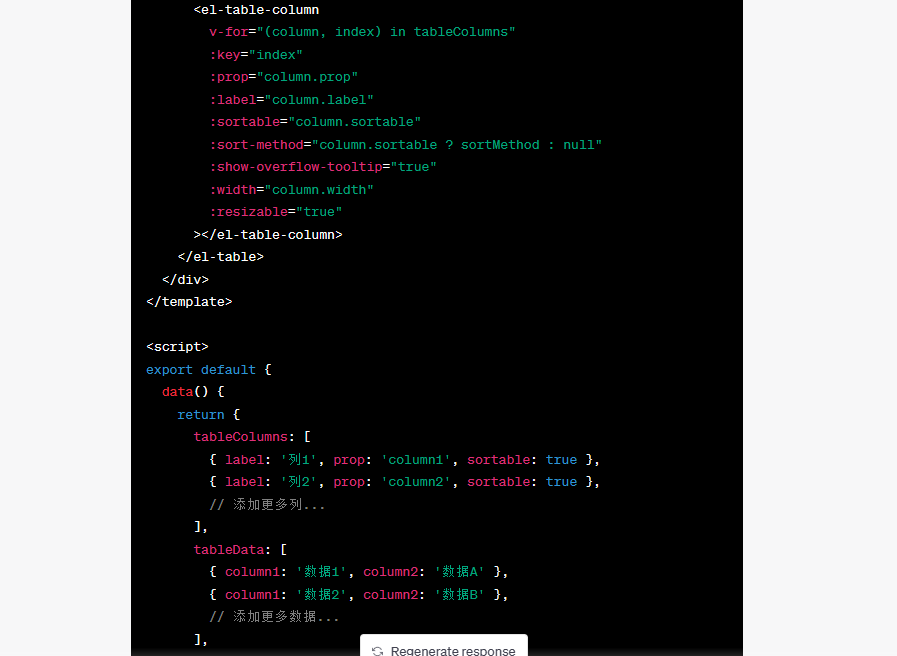 <el-table-column
v-for="(column, index) in tableColumns"
:key="index"
:prop="column.prop"
:label="column.label"
:sortable="column.sortable"
:sort-method="column.sortable ? sortMethod : null"
:show-overflow-tooltip="true"
:width="column.width"
:resizable="true"
></el-table-column>
</el-table>
</div>
</template>
<script>
export default {
data() {
return {
tableColumns: [
{ label: '列1', prop: 'column1', sortable: true },
{ label: '列2', prop: 'column2', sortable: true },
// 添加更多列...
],
tableData: [
{ column1: '数据1', column2: '数据A' },
{ column1: '数据2', column2: '数据B' },
// 添加更多数据...
],
Regenerate response